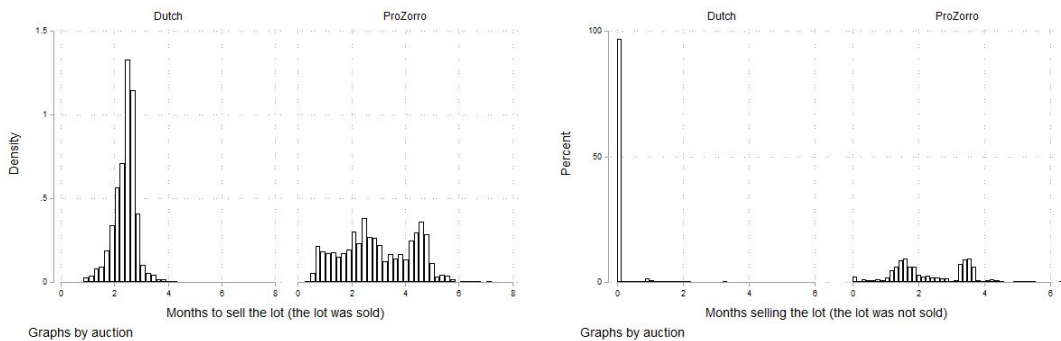 Dutch
ProZorro
1.5
1
.5
0
Density
0 2 4 6 8
0 2 4 6 8
Months to sell the lot (the lot was sold)
Graphs by auction
Dutch
ProZorro
100
50
0
Percent
0 2 4 6
0 2 4 6
Months selling the lot (the lot was not sold)
Graphs by auction